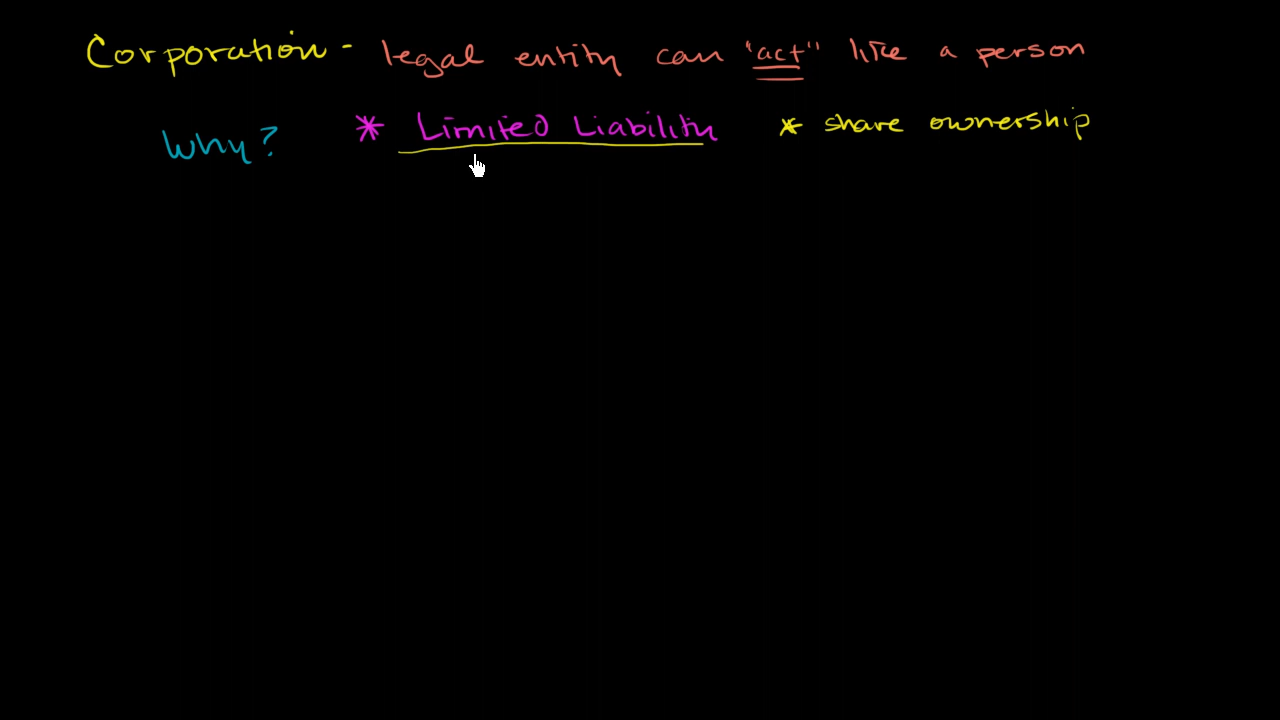 Corporation - legal entity can "act" like a person
Why? * Limited Liability * share ownership